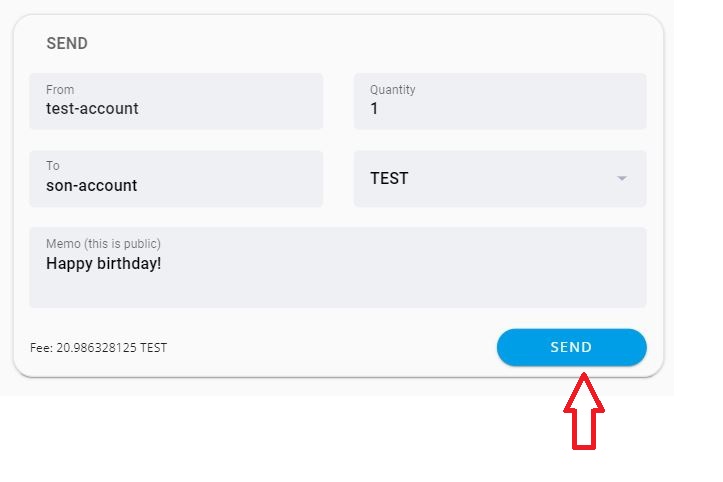 SEND
From
test-account
Quantity
1
To
son-account
TEST
Memo (this is public)
Happy birthday!
Fee: 20.986328125 TEST
SEND